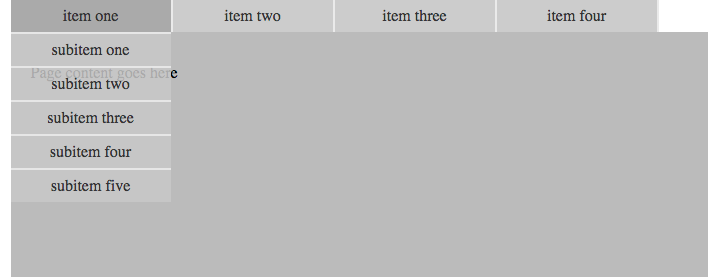 item one item two item three item four
subitem one
Page content goes here
subitem two
subitem three
subitem four
subitem five